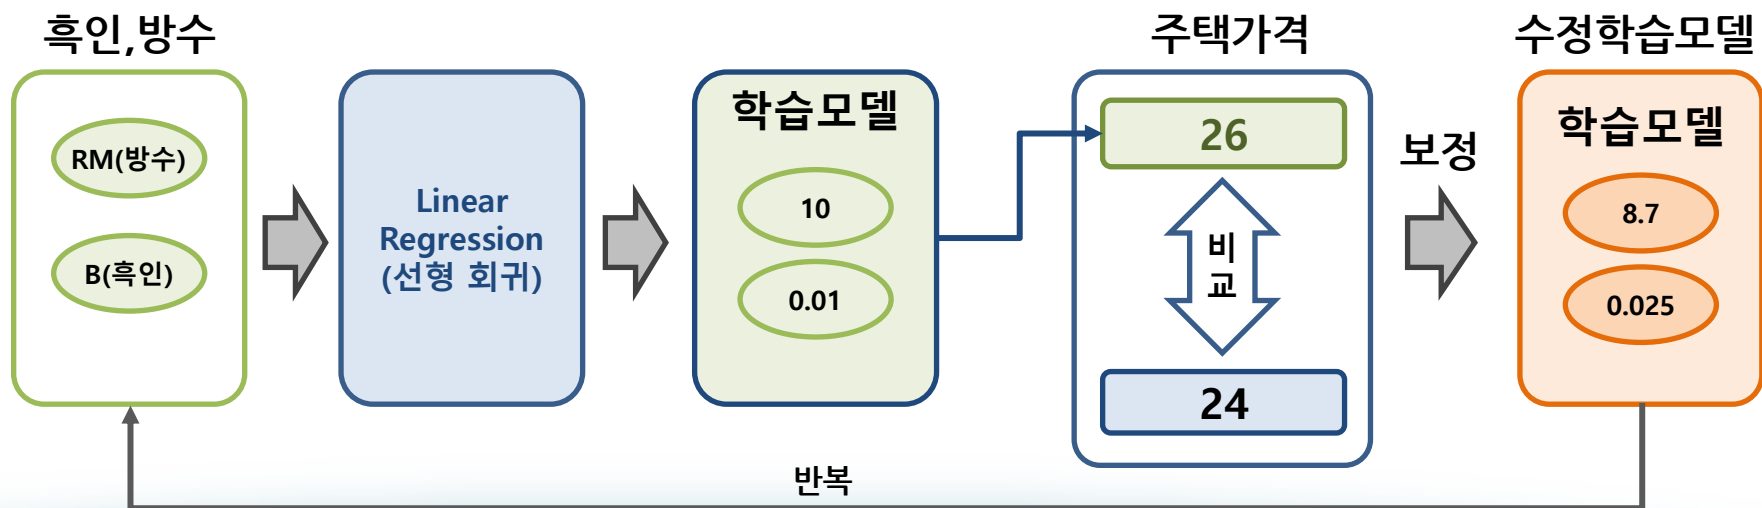 흑인,방수
RM(방수)
B(흑인)
Linear
Regression
(선형 회귀)
학습모델
10
0.01
주택가격
26
비
교
24
보정
수정학습모델
학습모델
8.7
0.025
반복